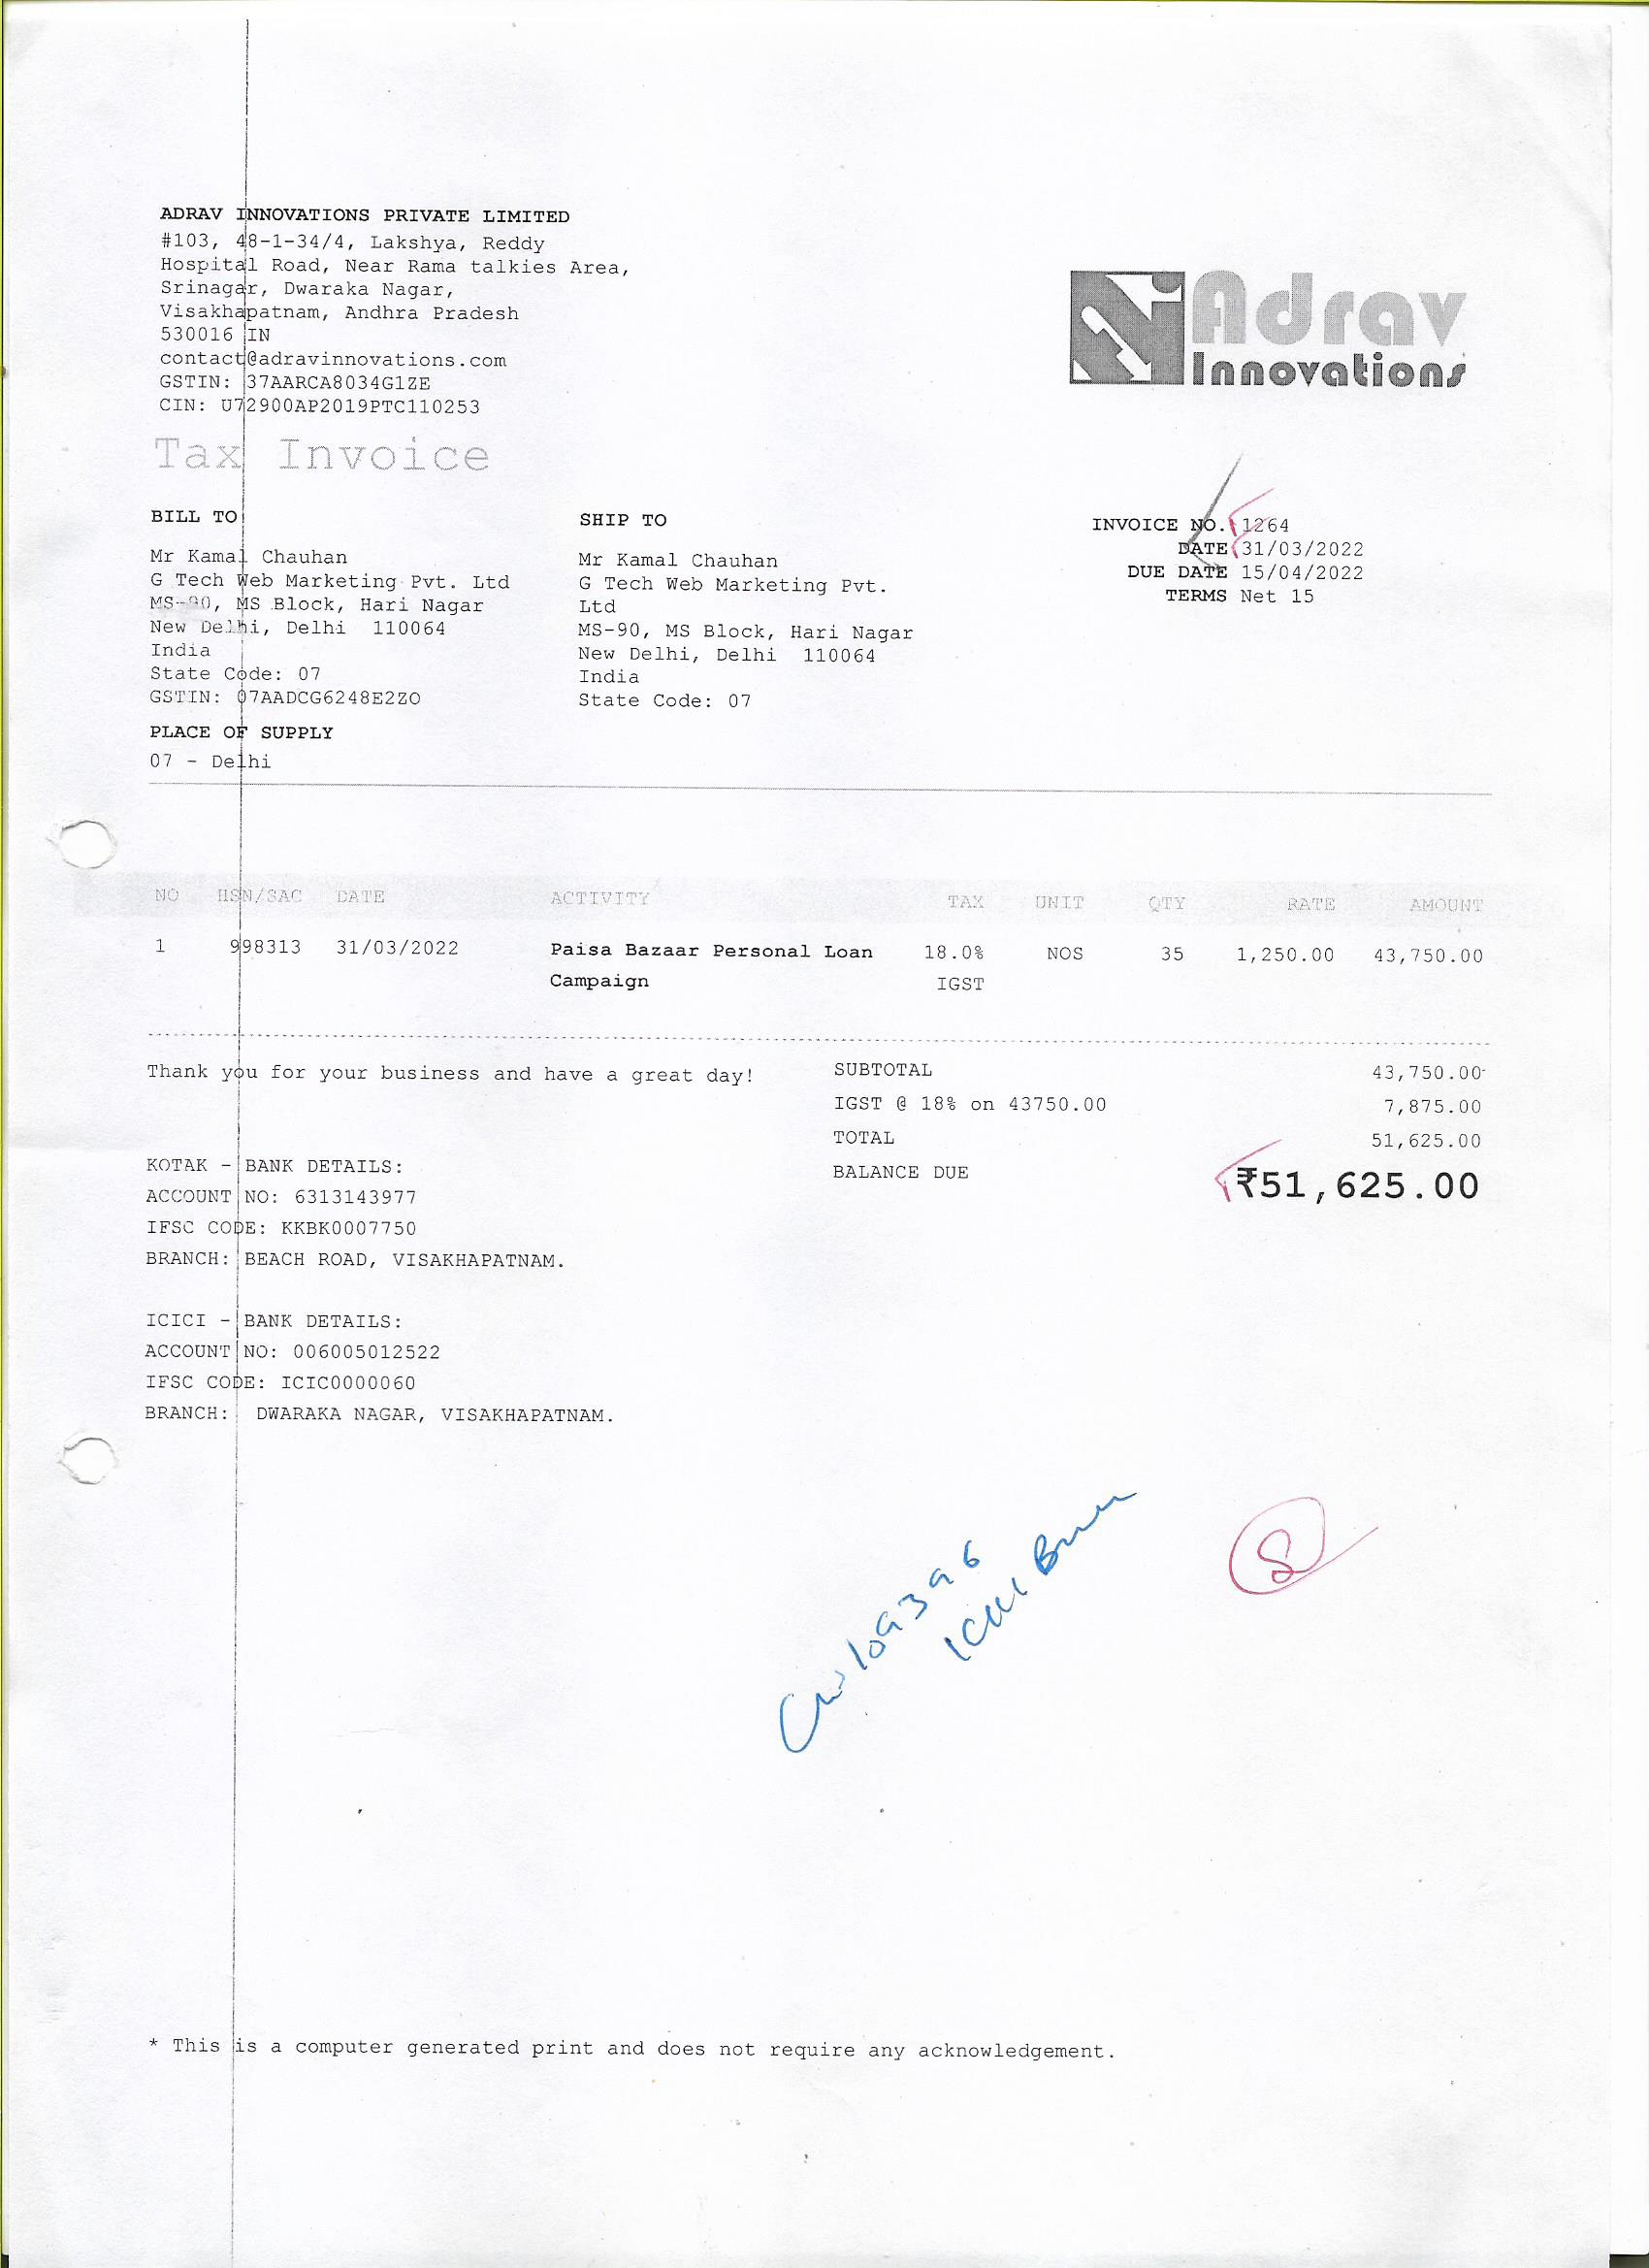 ADRAV INNOVATIONS PRIVATE LIMITED
#103, 48-1-34/4, Lakshya, Reddy
Hospital Road, Near Rama talkies Area,
Srinagar, Dwaraka Nagar,
Visakhapatnam, Andhra Pradesh
530016 IN
contact@adravinnovations.com
GSTIN: 37AARCA8034G1ZE
CIN: U72900AP2019PTC110253
Adrav
Innovations
Tax Invoice
BILL TO
Mr Kamal Chauhan
G Tech Web Marketing Pvt. Ltd
MS-90, MS Block, Hari Nagar
New Delhi, Delhi 110064
India
State Code: 07
GSTIN: 07AADCG6248E2ZO
SHIP TO
Mr Kamal Chauhan
G Tech Web Marketing Pvt.
Ltd
MS-90, MS Block, Hari Nagar
New Delhi, Delhi 110064
India
State Code: 07
INVOICE NO. 1264
DATE 31/03/2022
DUE DATE 15/04/2022
TERMS Net 15
PLACE OF SUPPLY
07 - Delhi
NO HSN/SAC DATE ACTIVITY TAX UNIT QTY RATE AMOUNT
1 998313 31/03/2022 Paisa Bazaar Personal Loan 18.0% NOS 35 1,250.00 43,750.00
Campaign IGST
Thank you for your business and have a great day!
SUBTOTAL 43,750.00
IGST @ 18% on 43750.00 7,875.00
TOTAL 51,625.00
BALANCE DUE ₹51,625.00
KOTAK - BANK DETAILS:
ACCOUNT NO: 6313143977
IFSC CODE: KKBK0007750
BRANCH: BEACH ROAD, VISAKHAPATNAM.
ICICI - BANK DETAILS:
ACCOUNT NO: 006005012522
IFSC CODE: ICIC0000060
BRANCH: DWARAKA NAGAR, VISAKHAPATNAM.
109396
S
* This is a computer generated print and does not require any acknowledgement.